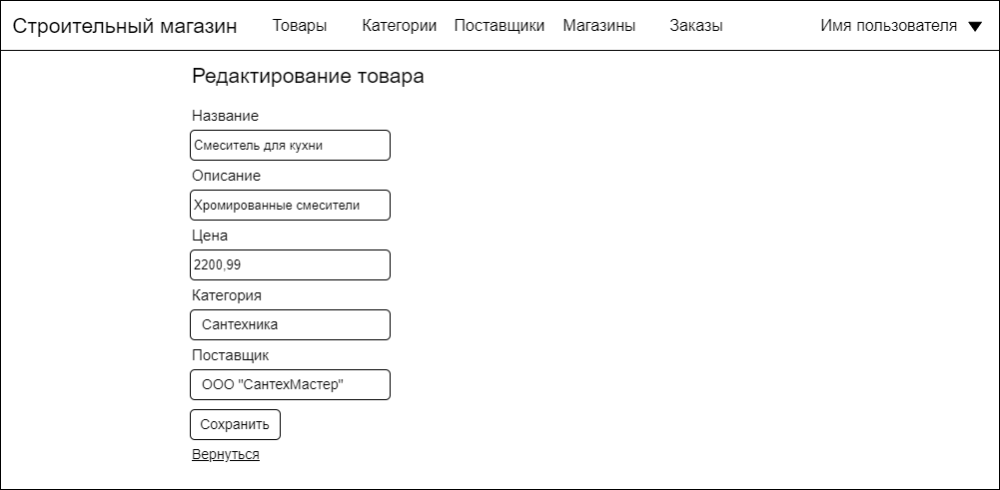 Строительный магазин Товары Категории Поставщики Магазины Заказы Имя пользователя
Редактирование товара
Название
Смеситель для кухни
Описание
Хромированные смесители
Цена
2200,99
Категория
Сантехника
Поставщик
ООО "СантехМастер"
Сохранить
Вернуться